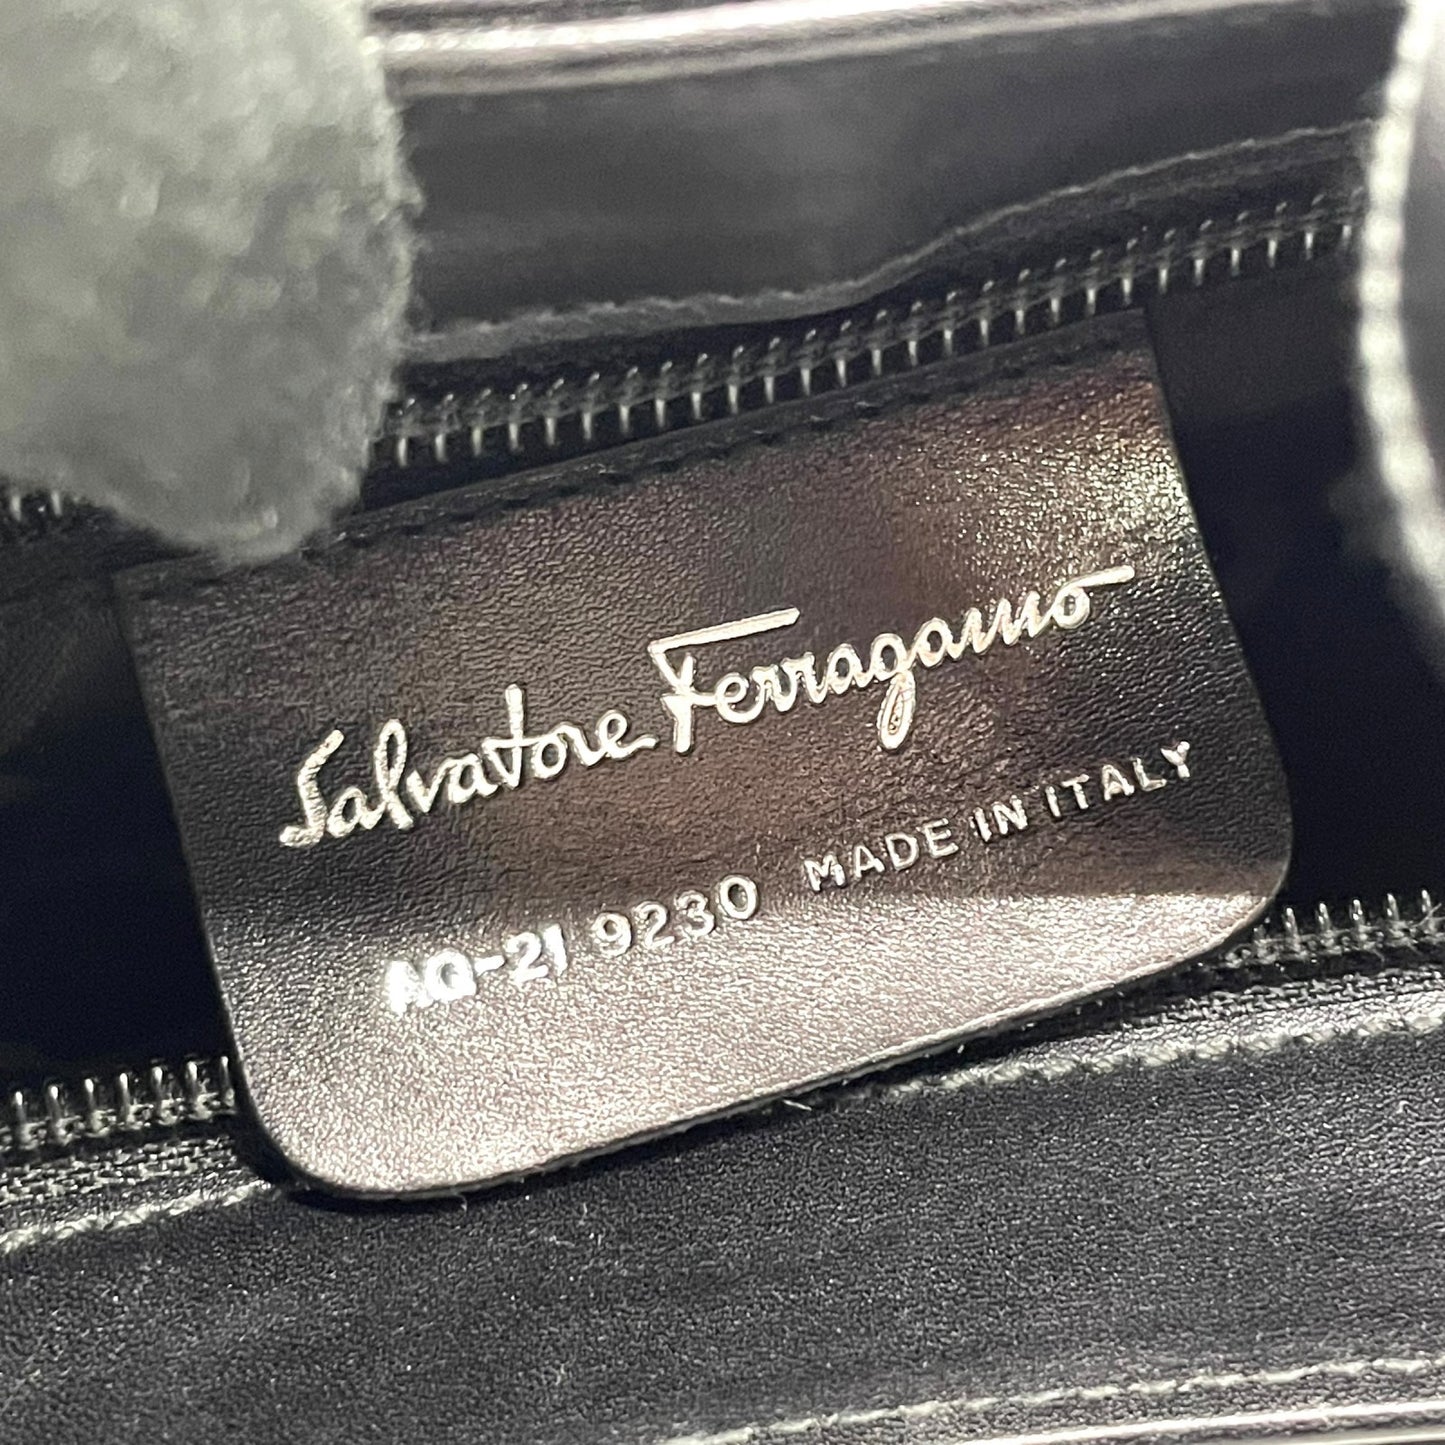 Salvatore Ferragamo
AQ-21 9230 MADE IN ITALY